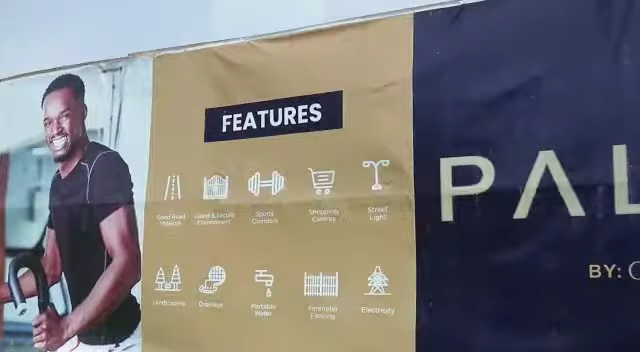 FEATURES
Good Road
Network
Gated & Secure
Environment
Sports
Corridors
Shopping
Centres
Street
Light
Landscaping
Drainage
Portable
Water
Perimeter
Fencing
Electricity
PAL
BY: